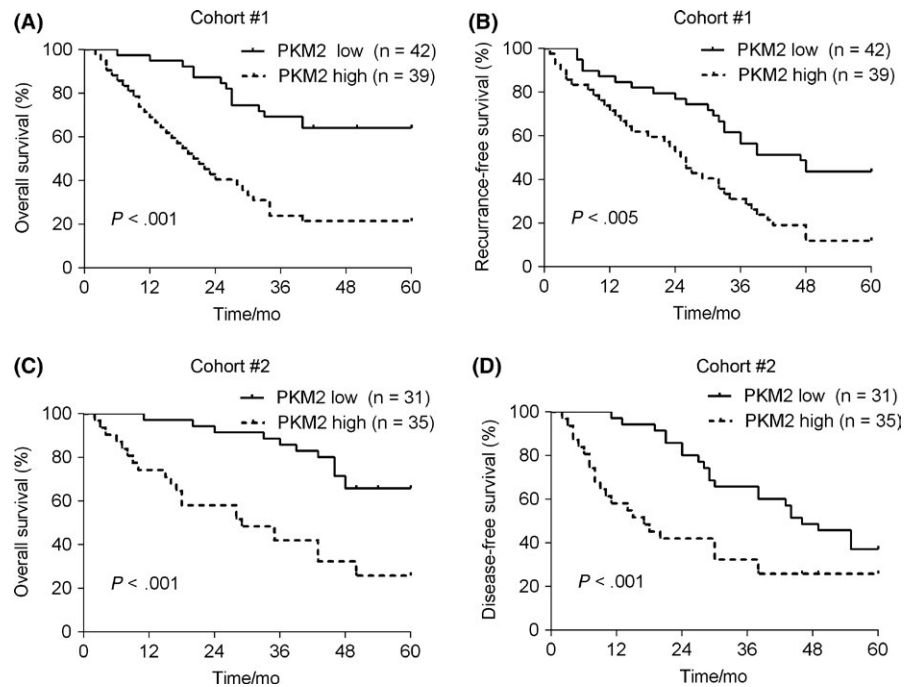 (A)
Cohort #1
PKM2 low (n = 42)
PKM2 high (n = 39)
Overall survival (%)
100
80
60
40
20
0
P < .001
0 12 24 36 48 60
Time/mo
(B)
Cohort #1
PKM2 low (n = 42)
PKM2 high (n = 39)
Recurrance-free survival (%)
100
80
60
40
20
0
P < .005
0 12 24 36 48 60
Time/mo
(C)
Cohort #2
PKM2 low (n = 31)
PKM2 high (n = 35)
Overall survival (%)
100
80
60
40
20
0
P < .001
0 12 24 36 48 60
Time/mo
(D)
Cohort #2
PKM2 low (n = 31)
PKM2 high (n = 35)
Disease-free survival (%)
100
80
60
40
20
0
P < .001
0 12 24 36 48 60
Time/mo